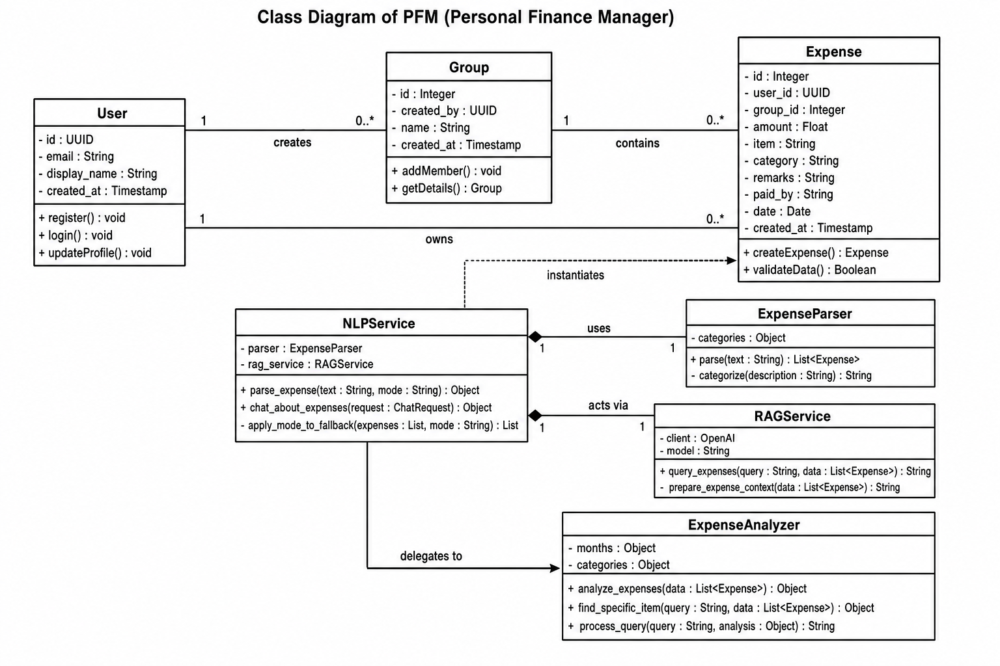 Class Diagram of PFM (Personal Finance Manager)
User
- id : UUID
- email : String
- display_name : String
- created_at : Timestamp
+ register() : void
+ login() : void
+ updateProfile() : void
1
0..*
creates
Group
- id : Integer
- created_by : UUID
- name : String
- created_at : Timestamp
+ addMember() : void
+ getDetails() : Group
1
0..*
contains
Expense
- id : Integer
- user_id : UUID
- group_id : Integer
- amount : Float
- item : String
- category : String
- remarks : String
- paid_by : String
- date : Date
- created_at : Timestamp
+ createExpense() : Expense
+ validateData() : Boolean
1
0..*
owns
instantiates
NLPService
- parser : ExpenseParser
- rag_service : RAGService
+ parse_expense(text : String, mode : String) : Object
+ chat_about_expenses(request : ChatRequest) : Object
- apply_mode_to_fallback(expenses : List, mode : String) : List
uses
1
1
ExpenseParser
- categories : Object
+ parse(text : String) : List<Expense>
- categorize(description : String) : String
acts via
1
1
RAGService
- client : OpenAI
- model : String
+ query_expenses(query : String, data : List<Expense>) : String
- prepare_expense_context(data : List<Expense>) : String
delegates to
ExpenseAnalyzer
- months : Object
- categories : Object
+ analyze_expenses(data : List<Expense>) : Object
+ find_specific_item(query : String, data : List<Expense>) : Object
+ process_query(query : String, analysis : Object) : String